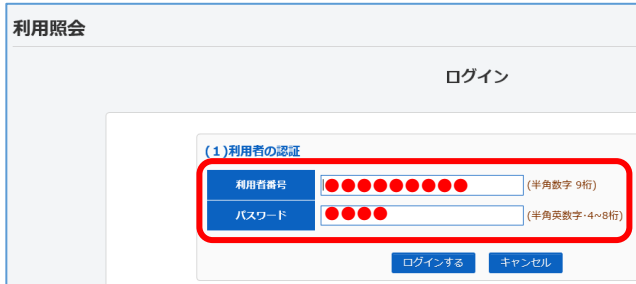 利用照会
ログイン
(１)利用者の認証
利用者番号 ●●●●●●●●● (半角数字 9桁)
パスワード ●●●● (半角英数字･4~8桁)
ログインする キャンセル